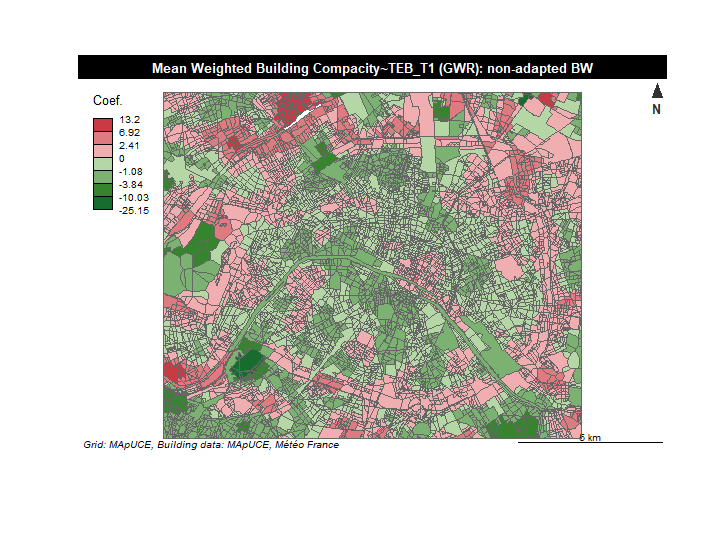 Mean Weighted Building Compacity~TEB_T1 (GWR): non-adapted BW
Coef.
13.2
6.92
2.41
0
-1.08
-3.84
-10.03
-25.15
N
5 km
Grid: MApUCE, Building data: MApUCE, Météo France